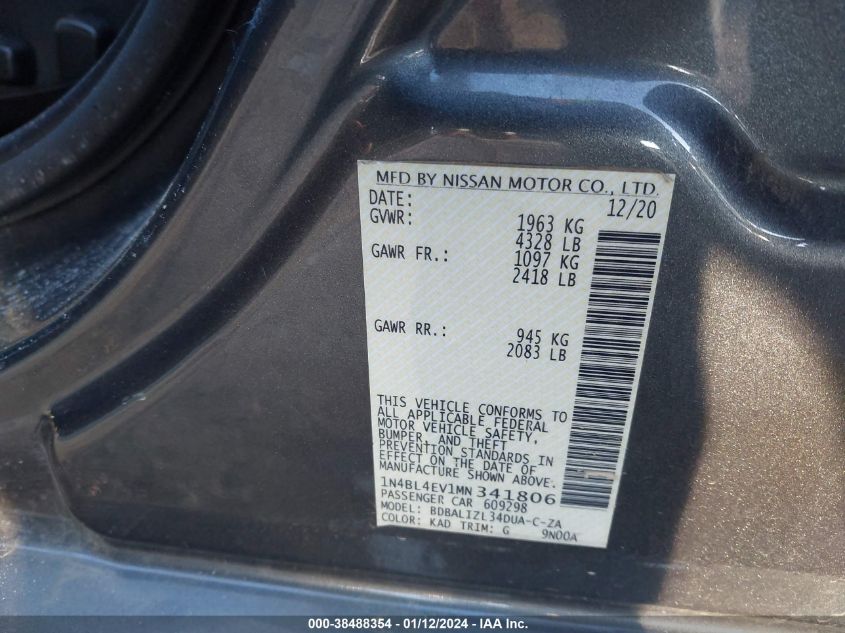 MFD BY NISSAN MOTOR CO., LTD.
DATE: 12/20
GVWR: 1963 KG
4328 LB
GAWR FR.: 1097 KG
2418 LB
GAWR RR.: 945 KG
2083 LB
THIS VEHICLE CONFORMS TO
ALL APPLICABLE FEDERAL
MOTOR VEHICLE SAFETY,
BUMPER, AND THEFT
PREVENTION STANDARDS IN
EFFECT ON THE DATE OF
MANUFACTURE SHOWN ABOVE.
1N4BL4EV1MN341806
PASSENGER CAR 609298
MODEL: BDBALIZL34DUA-C-ZA
COLOR: KAD TRIM: G 9N00A
000-38488354 - 01/12/2024 - IAA Inc.